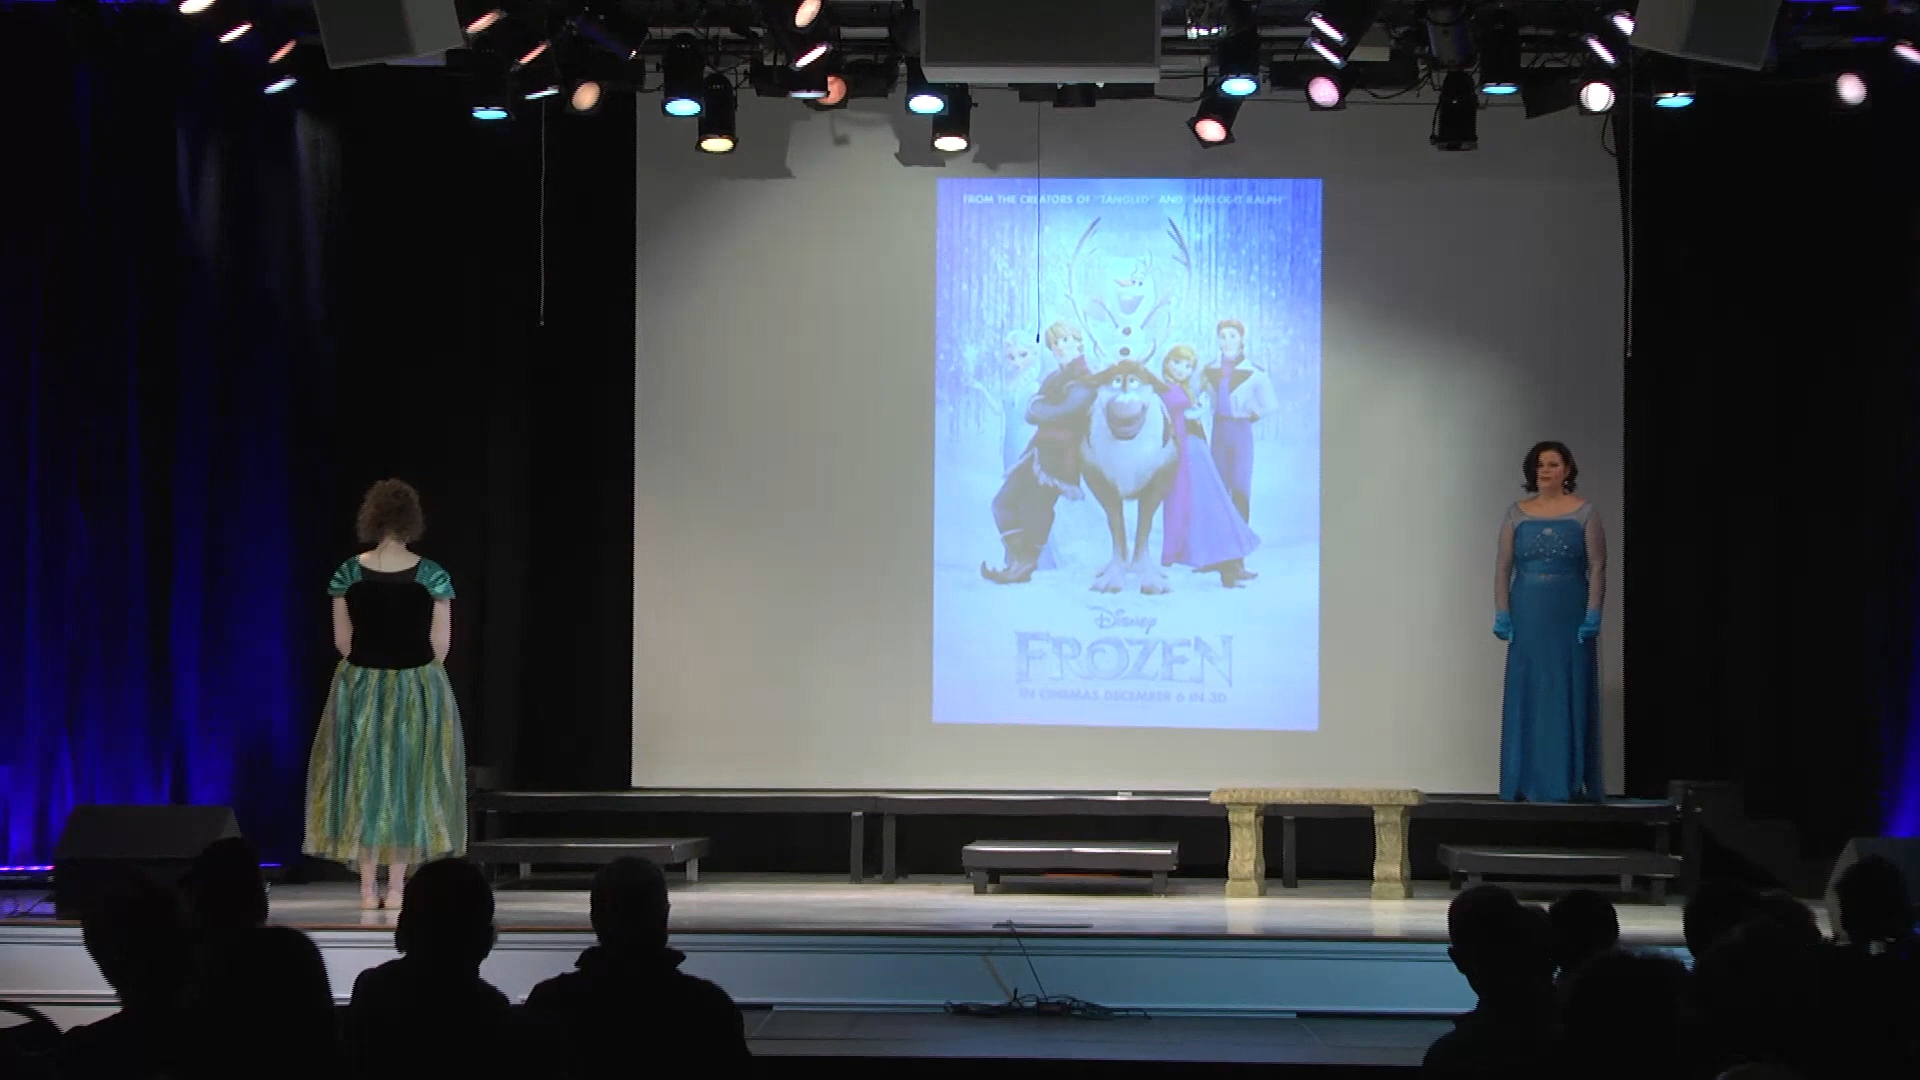 FROM THE CREATORS OF "TANGLED" AND "WRECK-IT RALPH"
Disney
FROZEN
IN CINEMAS DECEMBER 6 IN 3D